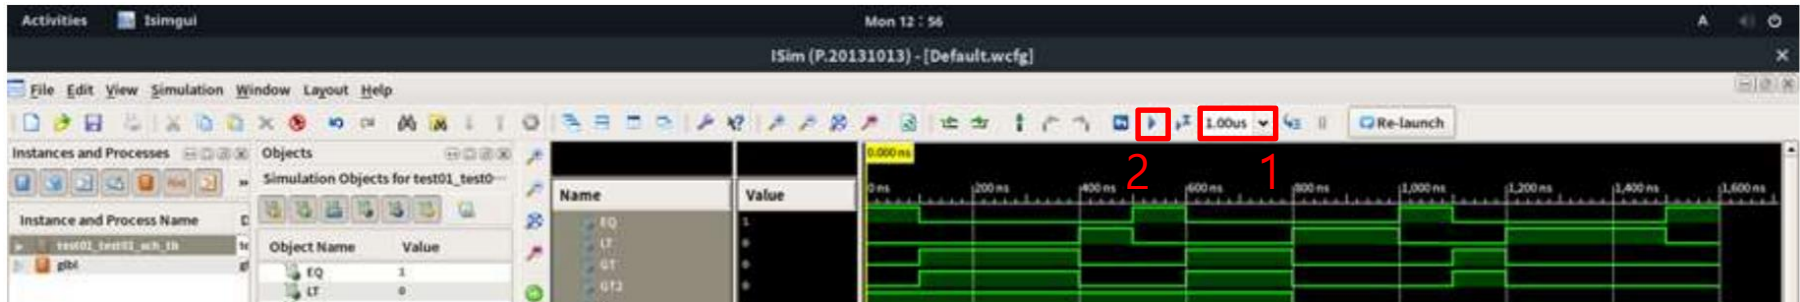 Activities Isimgui Mon 12:56 A
ISim (P.20131013) - [Default.wcfg]
File Edit View Simulation Window Layout Help
1.00us Re-launch
2 1
Instances and Processes Objects
Simulation Objects for test01_test0...
Instance and Process Name D
test01_test01_sch_tb
glbl
Object Name Value
EQ 1
LT 0
Name Value
EQ 1
LT 0
GT 0
GT2 0
0.000 ns
0 ns 200 ns 400 ns 600 ns 800 ns 1,000 ns 1,200 ns 1,400 ns 1,600 ns